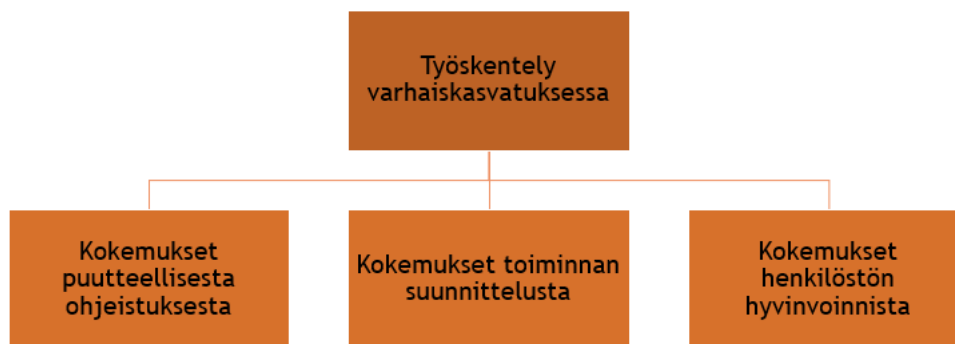 Työskentely
varhaiskasvatuksessa
Kokemukset
puutteellisesta
ohjeistuksesta
Kokemukset toiminnan
suunnittelusta
Kokemukset
henkilöstön
hyvinvoinnista